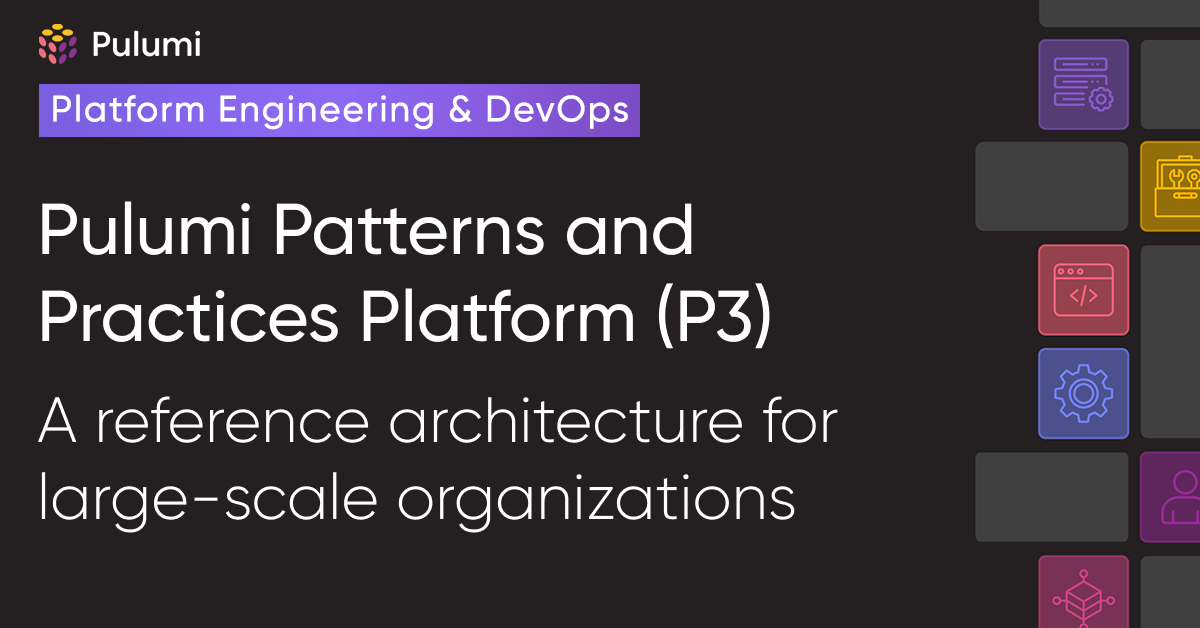 Pulumi
Platform Engineering & DevOps
Pulumi Patterns and
Practices Platform (P3)
A reference architecture for
large-scale organizations